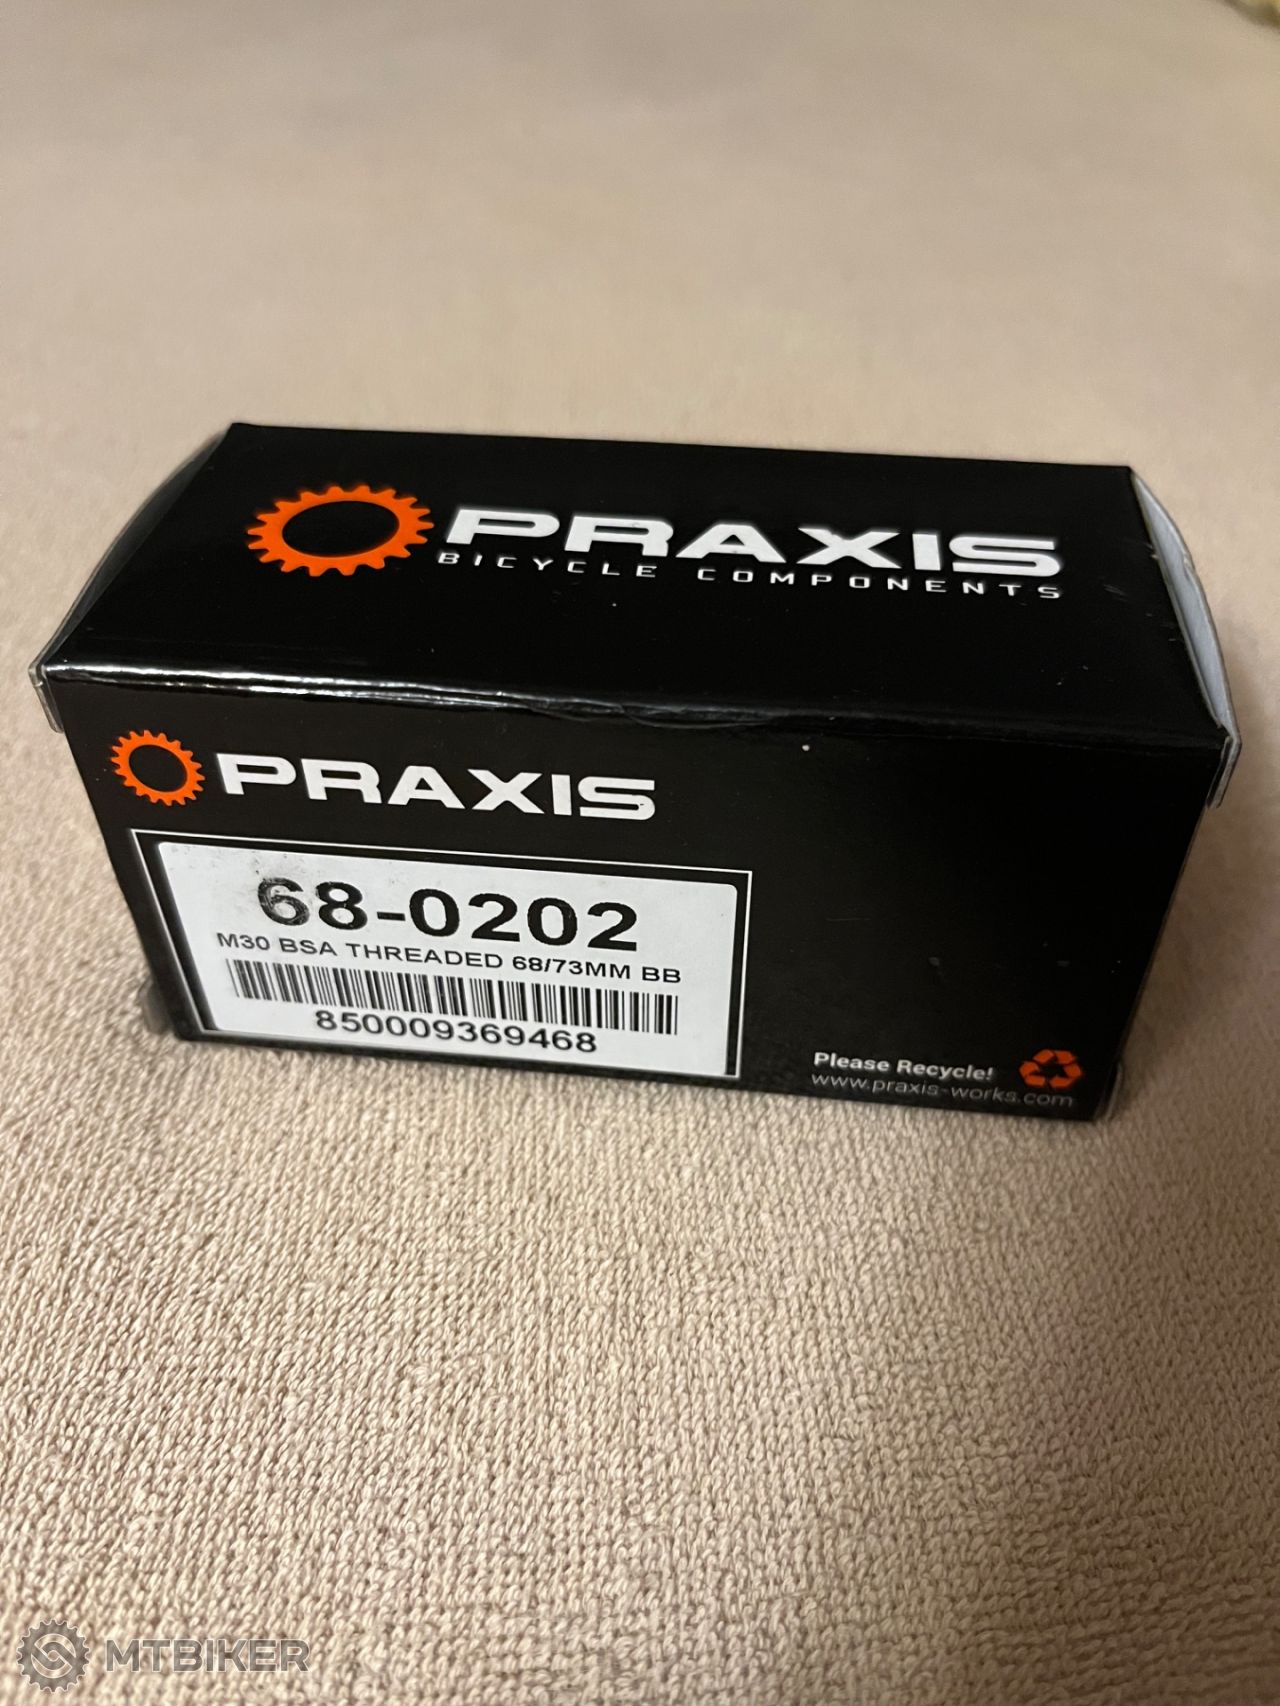 PRAXIS
BICYCLE COMPONENTS
PRAXIS
68-0202
M30 BSA THREADED 68/73MM BB
850009369468
Please Recycle!
www.praxis-works.com
MTBIKER